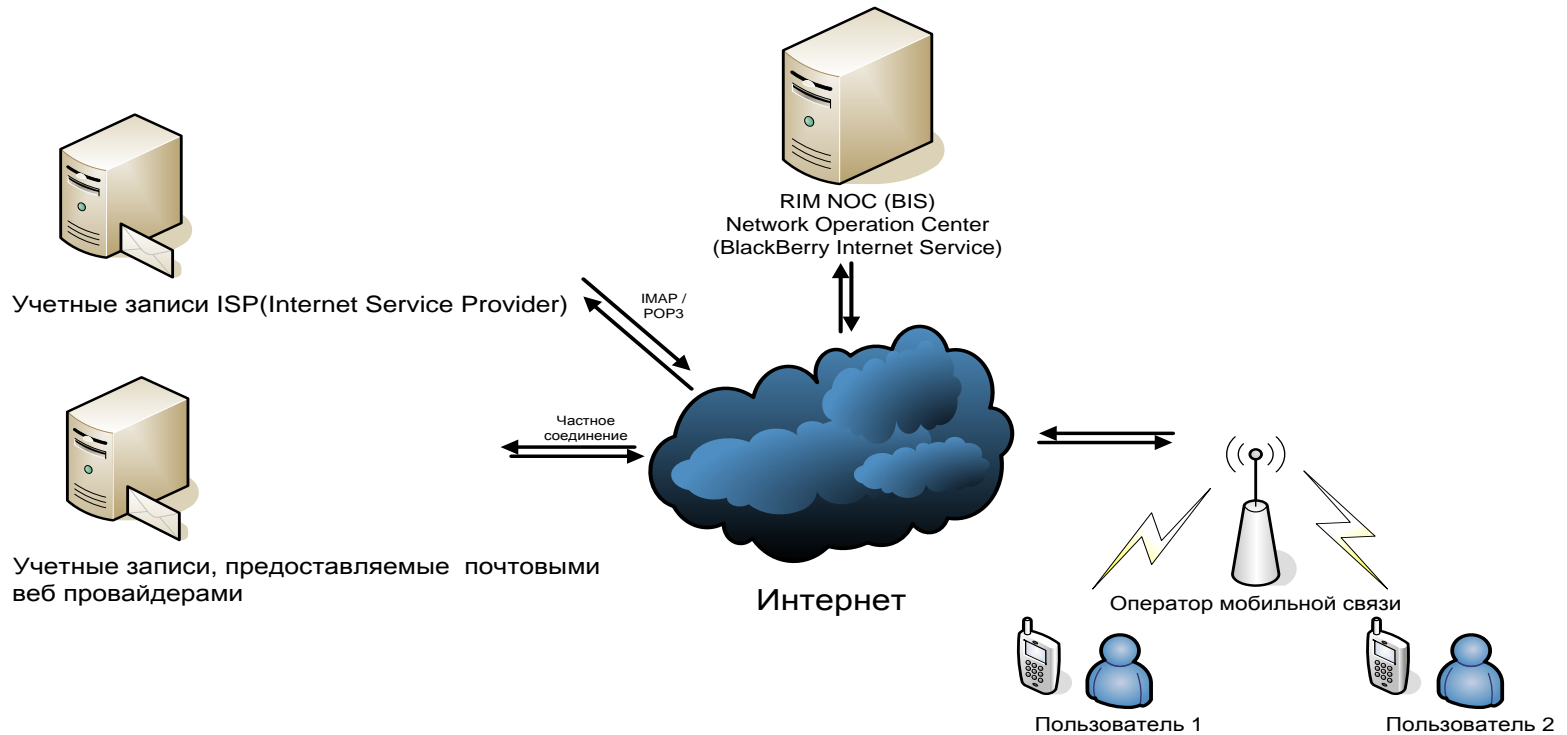 RIM NOC (BIS)
Network Operation Center
(BlackBerry Internet Service)
Учетные записи ISP(Internet Service Provider)
IMAP /
POP3
Частное
соединение
Учетные записи, предоставляемые почтовыми
веб провайдерами
Интернет
Оператор мобильной связи
Пользователь 1
Пользователь 2